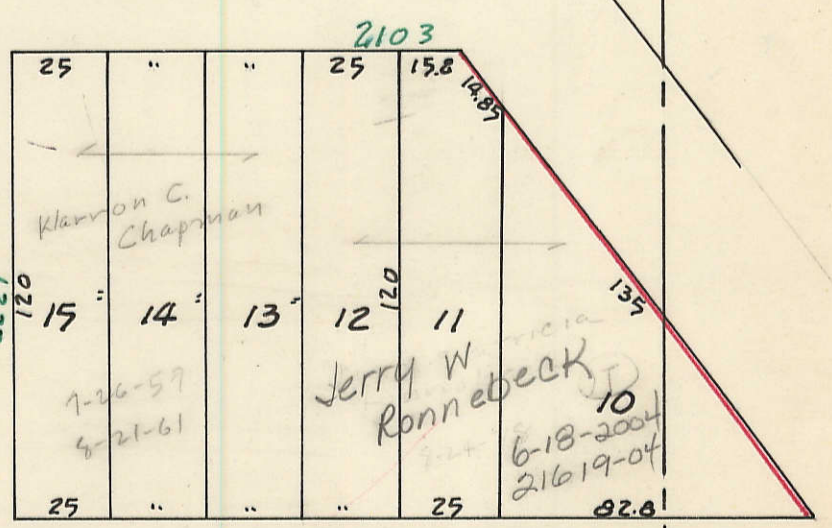 2103
25 " " 25 15.8
14.85
Klarron C.
Chapman
120
120
135
15 " 14 " 13 " 12 11
Jerry W
Ronnebeck
10
7-26-59
8-21-61
6-18-2004
21619-04
25 " " " 25 82.8